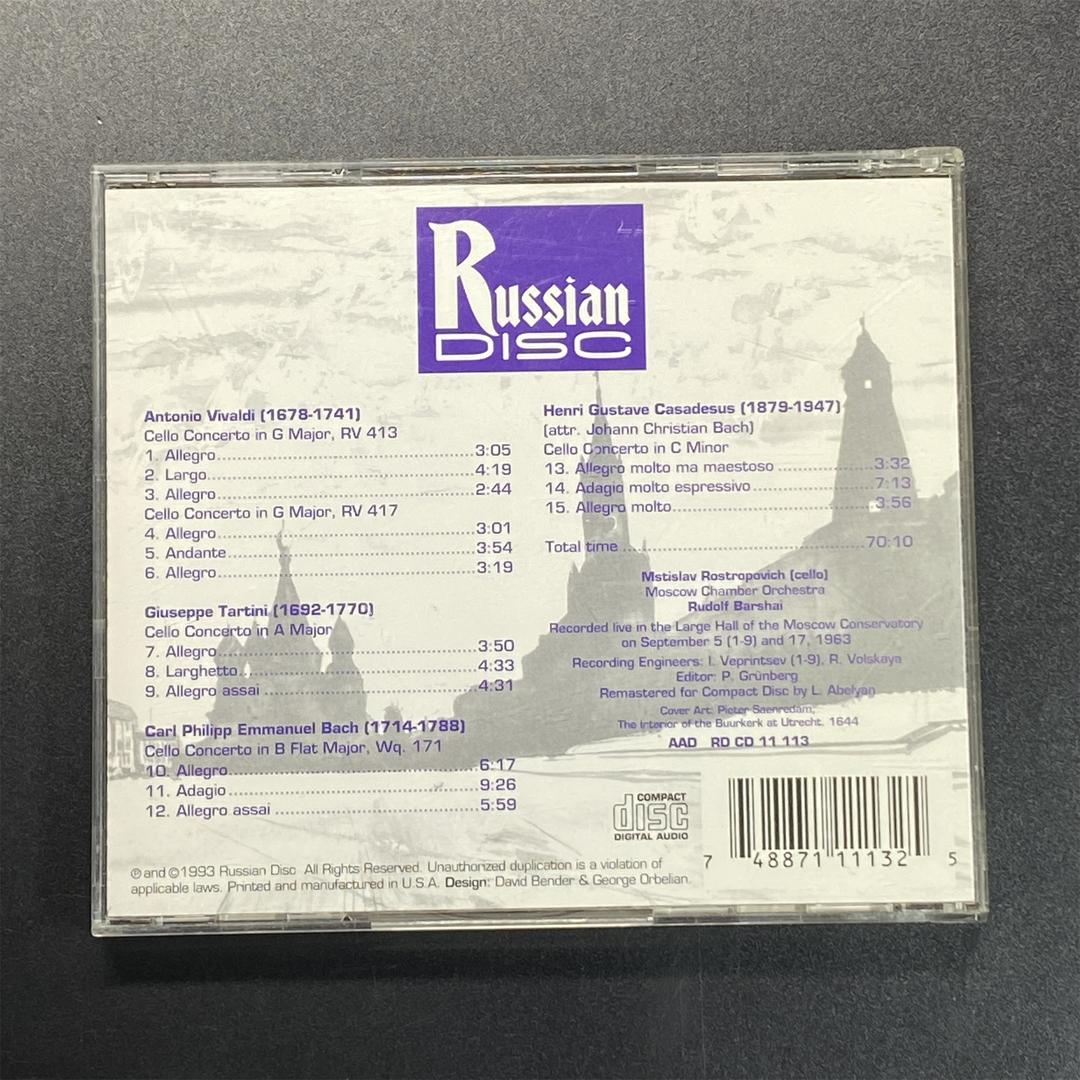 Russian
DISC
Antonio Vivaldi (1678-1741)
Cello Concerto in G Major, RV 413
1. Allegro 3:05
2. Largo 4:19
3. Allegro 2:44
Cello Concerto in G Major, RV 417
4. Allegro 3:01
5. Andante 3:54
6. Allegro 3:19
Giuseppe Tartini (1692-1770)
Cello Concerto in A Major
7. Allegro 3:50
8. Larghetto 4:33
9. Allegro assai 4:31
Carl Philipp Emmanuel Bach (1714-1788)
Cello Concerto in B Flat Major, Wq. 171
10. Allegro 6:17
11. Adagio 9:26
12. Allegro assai 5:59
Henri Gustave Casadesus (1879-1947)
(attr. Johann Christian Bach)
Cello Concerto in C Minor
13. Allegro molto ma maestoso 3:32
14. Adagio molto espressivo 7:13
15. Allegro molto 3:56
Total time 70:10
Mstislav Rostropovich (cello)
Moscow Chamber Orchestra
Rudolf Barshai
Recorded live in the Large Hall of the Moscow Conservatory
on September 5 (1-9) and 17, 1963
Recording Engineers: I. Veprintsev (1-9), R. Volskaya
Editor: P. Grünberg
Remastered for Compact Disc by L. Abelyan
Cover Art: Pieter Saenredam,
The Interior of the Buurkerk at Utrecht, 1644
AAD RD CD 11 113
COMPACT
disc
DIGITAL AUDIO
7 48871 11132 5
℗ and © 1993 Russian Disc All Rights Reserved. Unauthorized duplication is a violation of
applicable laws. Printed and manufactured in U.S.A. Design: David Bender & George Orbelian.